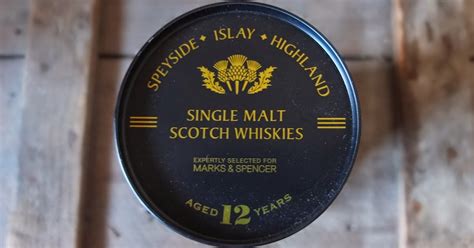 SPEYSIDE • ISLAY • HIGHLAND
SINGLE MALT
SCOTCH WHISKIES
EXPERTLY SELECTED FOR
MARKS & SPENCER
AGED 12 YEARS